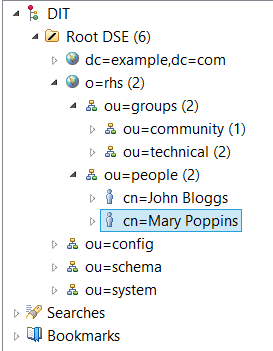 DIT
Root DSE (6)
dc=example,dc=com
o=rhs (2)
ou=groups (2)
ou=community (1)
ou=technical (2)
ou=people (2)
cn=John Bloggs
cn=Mary Poppins
ou=config
ou=schema
ou=system
Searches
Bookmarks